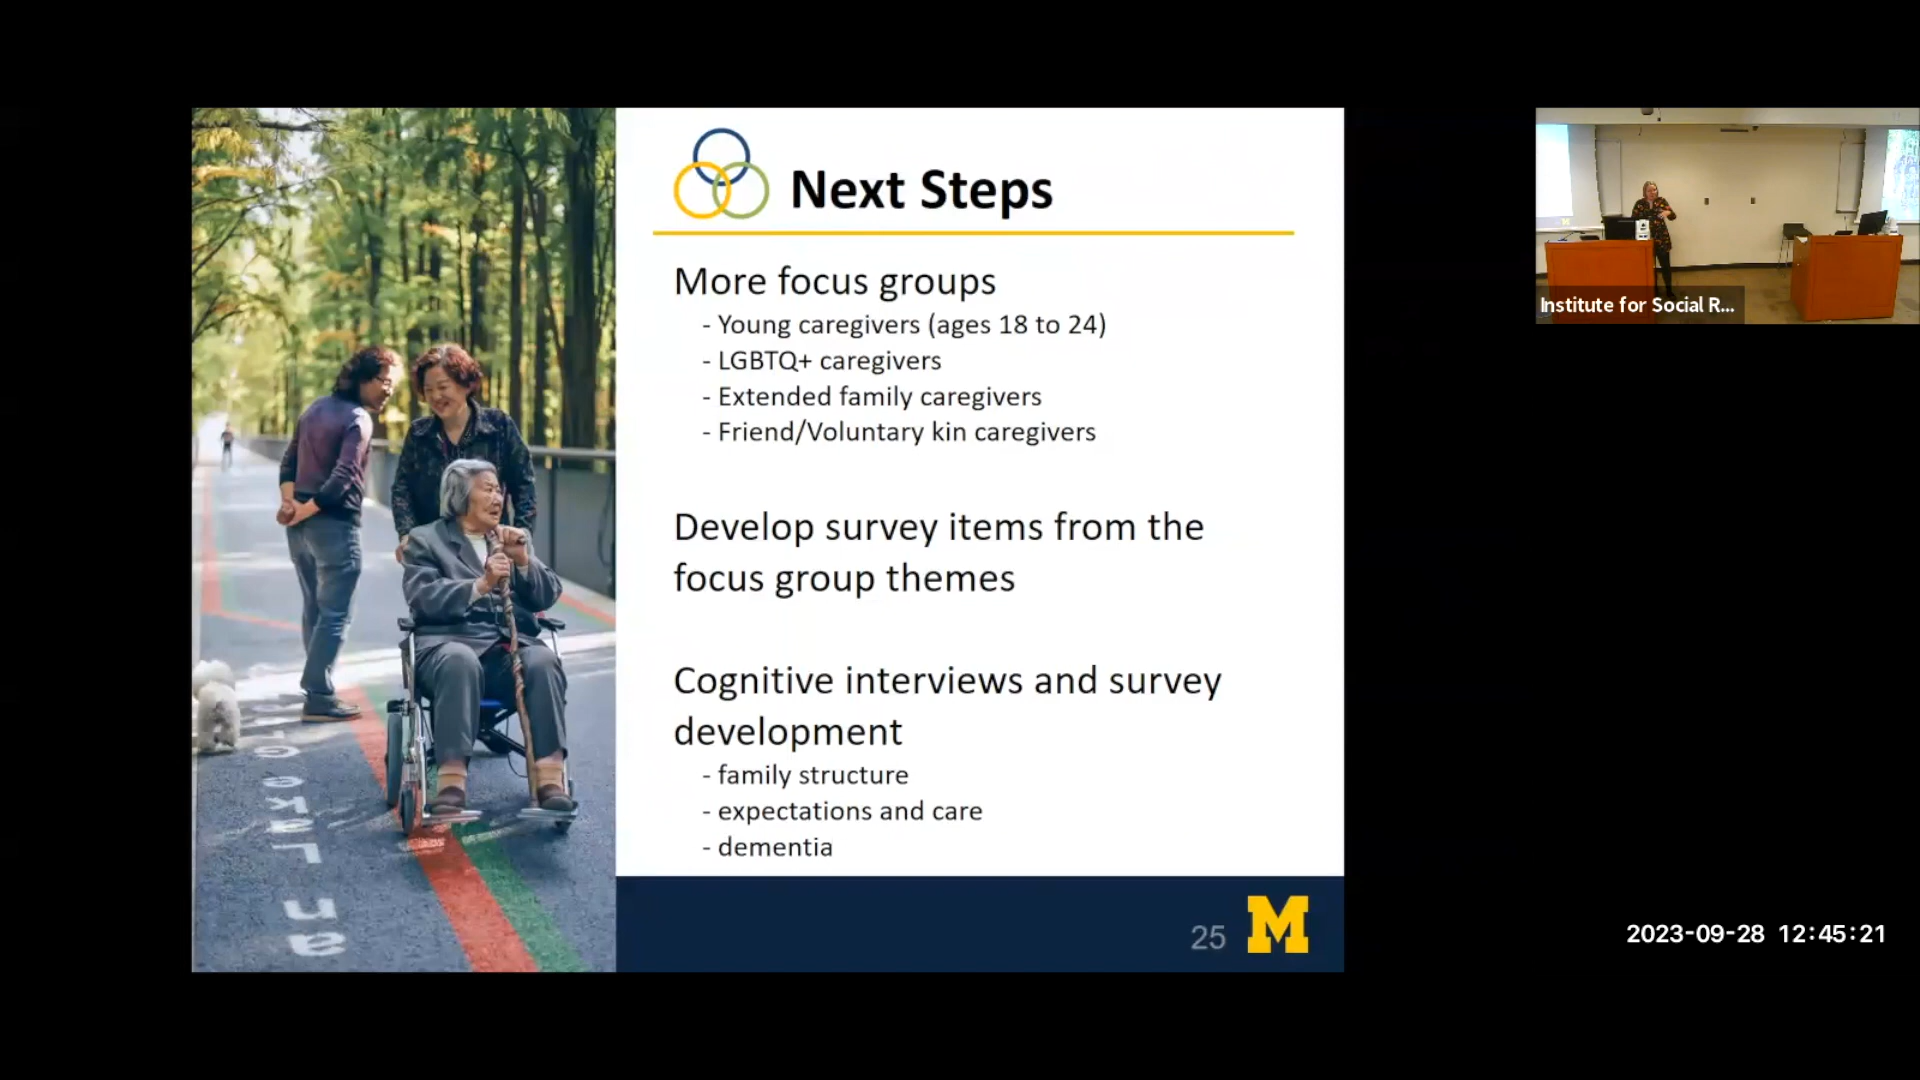 Next Steps
More focus groups
- Young caregivers (ages 18 to 24)
- LGBTQ+ caregivers
- Extended family caregivers
- Friend/Voluntary kin caregivers
Develop survey items from the
focus group themes
Cognitive interviews and survey
development
- family structure
- expectations and care
- dementia
25
M
Institute for Social R...
2023-09-28 12:45:21